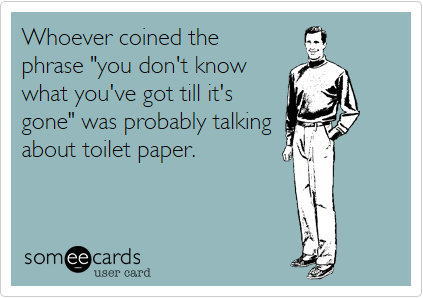 Whoever coined the
phrase "you don't know
what you've got till it's
gone" was probably talking
about toilet paper.
someecards
user card